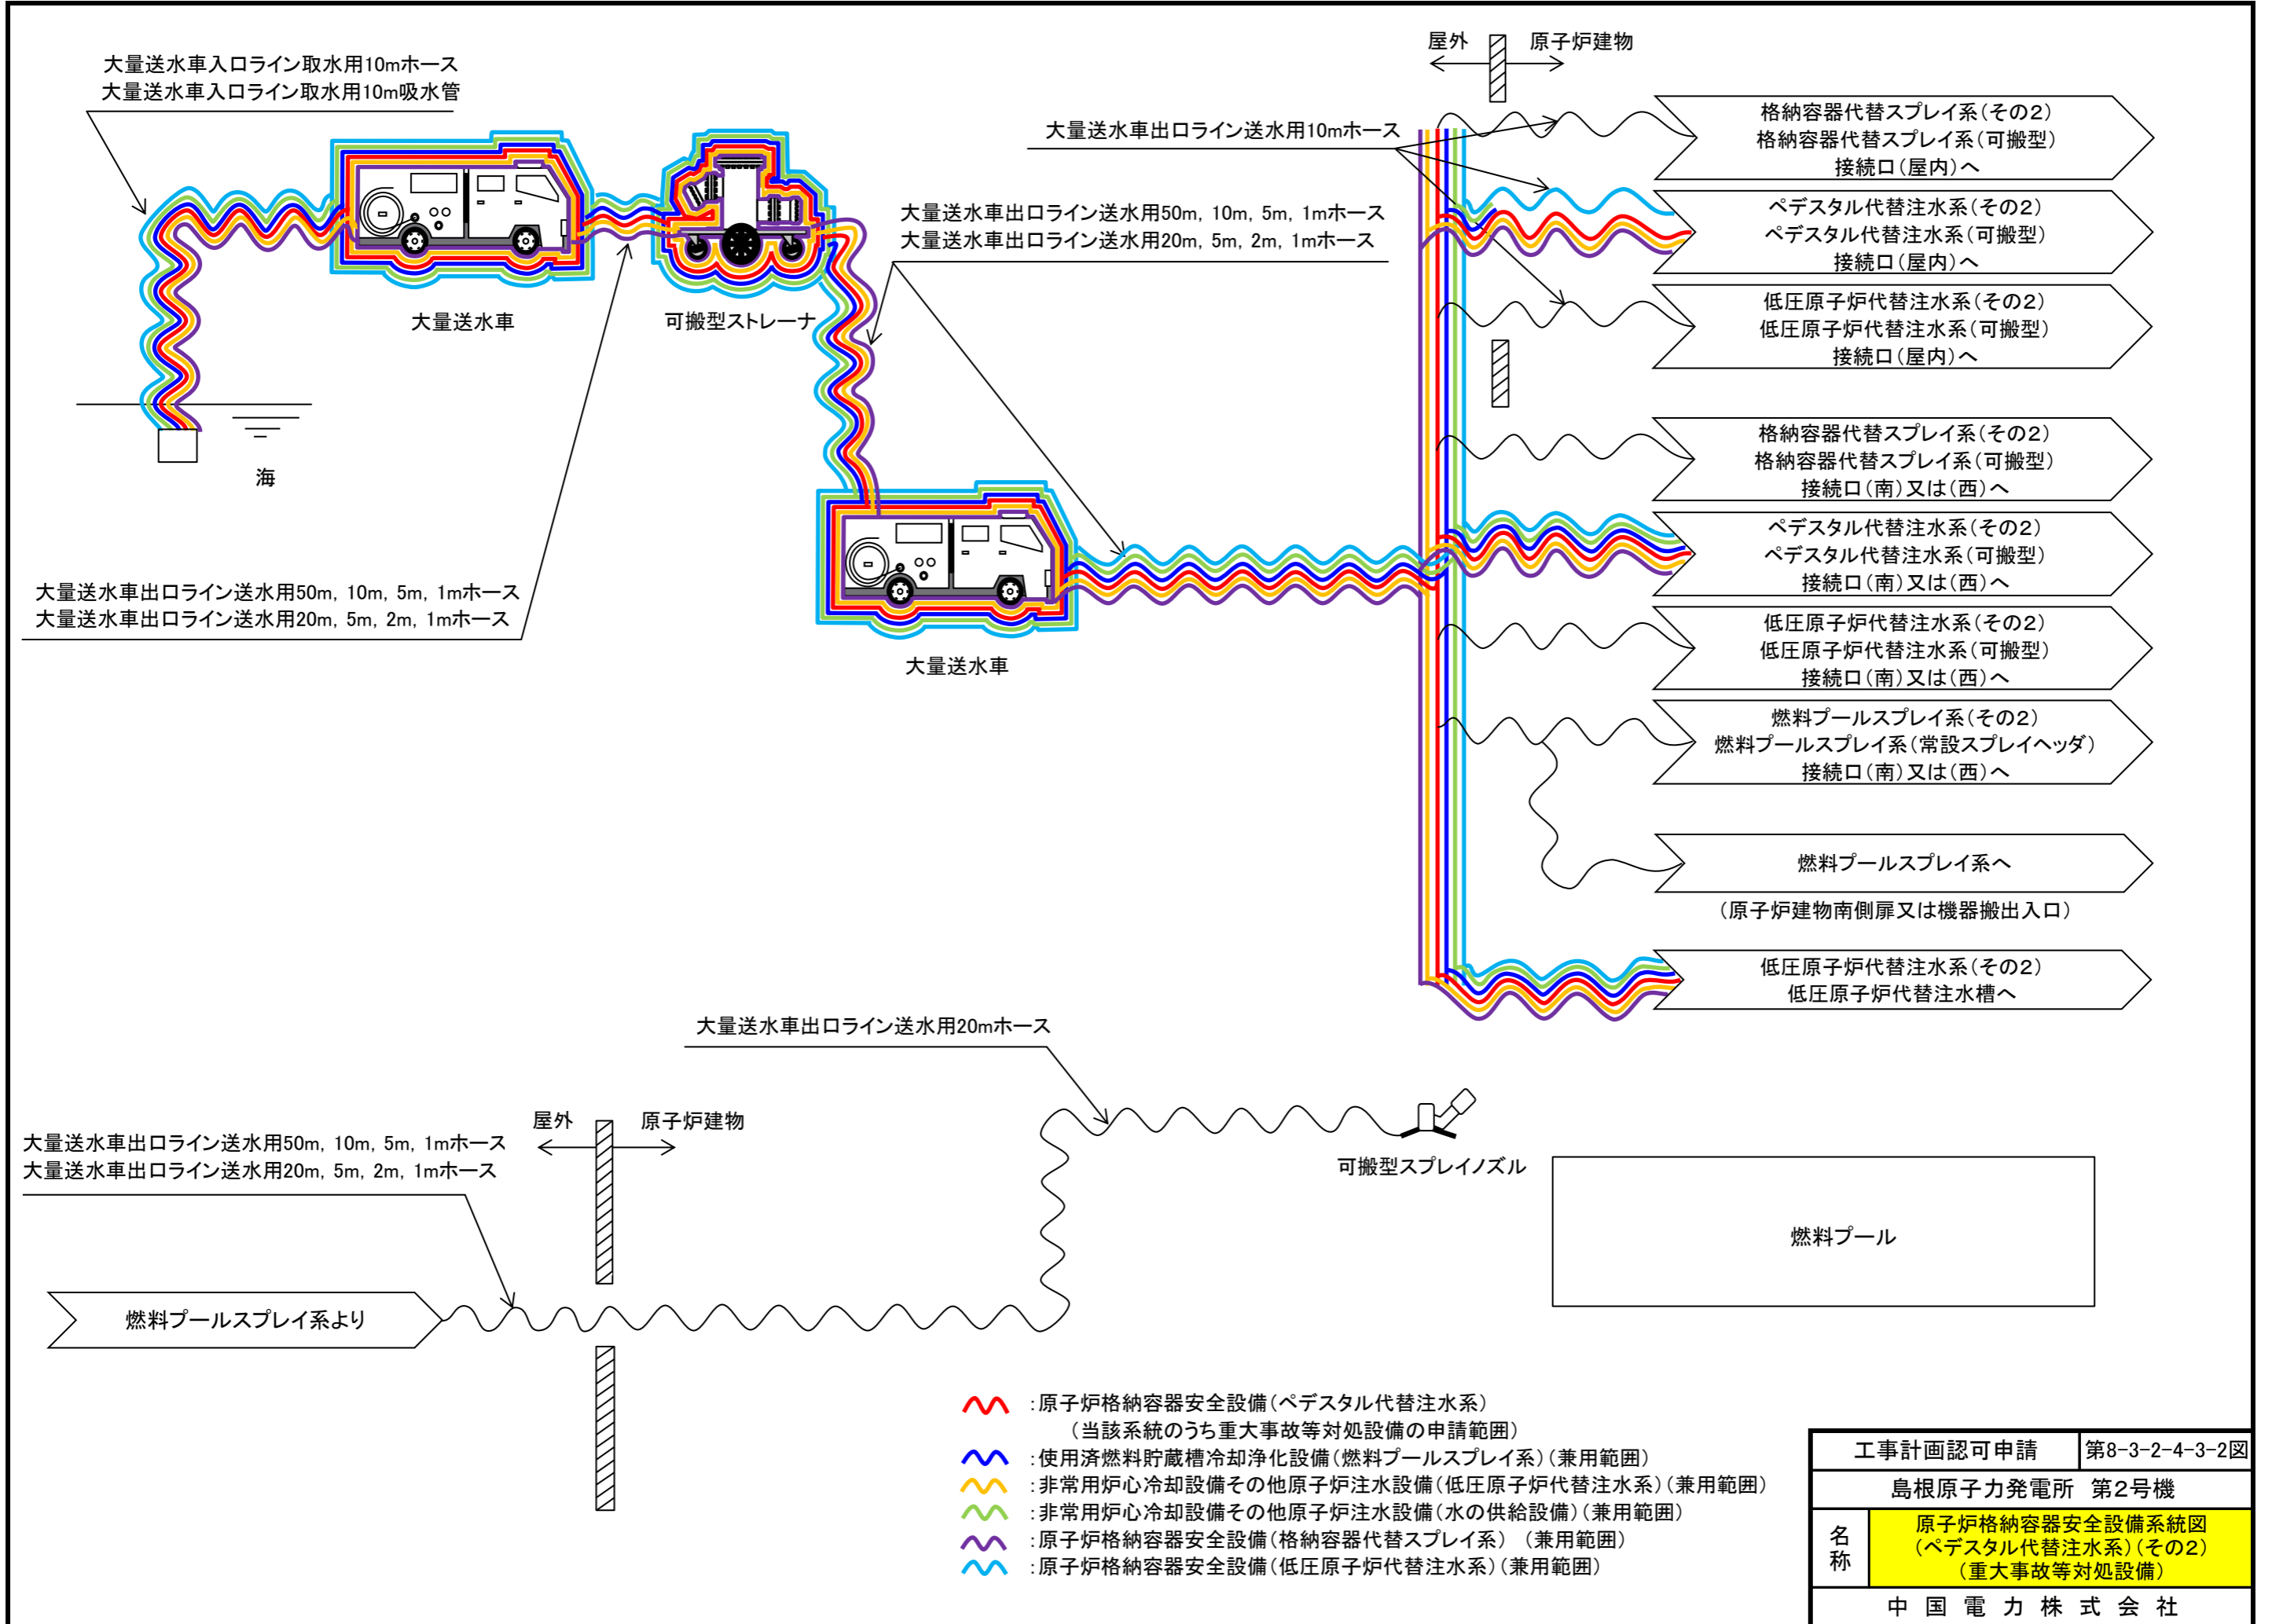 大量送水車入口ライン取水用10mホース
大量送水車入口ライン取水用10m吸水管
屋外
原子炉建物
大量送水車出口ライン送水用10mホース
格納容器代替スプレイ系(その2)
格納容器代替スプレイ系(可搬型)
接続口(屋内)へ
大量送水車出口ライン送水用50m, 10m, 5m, 1mホース
大量送水車出口ライン送水用20m, 5m, 2m, 1mホース
ペデスタル代替注水系(その2)
ペデスタル代替注水系(可搬型)
接続口(屋内)へ
大量送水車
可搬型ストレーナ
低圧原子炉代替注水系(その2)
低圧原子炉代替注水系(可搬型)
接続口(屋内)へ
海
格納容器代替スプレイ系(その2)
格納容器代替スプレイ系(可搬型)
接続口(南)又は(西)へ
ペデスタル代替注水系(その2)
ペデスタル代替注水系(可搬型)
接続口(南)又は(西)へ
大量送水車出口ライン送水用50m, 10m, 5m, 1mホース
大量送水車出口ライン送水用20m, 5m, 2m, 1mホース
大量送水車
低圧原子炉代替注水系(その2)
低圧原子炉代替注水系(可搬型)
接続口(南)又は(西)へ
燃料プールスプレイ系(その2)
燃料プールスプレイ系(常設スプレイヘッダ)
接続口(南)又は(西)へ
燃料プールスプレイ系へ
(原子炉建物南側扉又は機器搬出入口)
低圧原子炉代替注水系(その2)
低圧原子炉代替注水槽へ
大量送水車出口ライン送水用20mホース
屋外
原子炉建物
大量送水車出口ライン送水用50m, 10m, 5m, 1mホース
大量送水車出口ライン送水用20m, 5m, 2m, 1mホース
可搬型スプレイノズル
燃料プール
燃料プールスプレイ系より
:原子炉格納容器安全設備(ペデスタル代替注水系)
(当該系統のうち重大事故等対処設備の申請範囲)
:使用済燃料貯蔵槽冷却浄化設備(燃料プールスプレイ系)(兼用範囲)
:非常用炉心冷却設備その他原子炉注水設備(低圧原子炉代替注水系)(兼用範囲)
:非常用炉心冷却設備その他原子炉注水設備(水の供給設備)(兼用範囲)
:原子炉格納容器安全設備(格納容器代替スプレイ系) (兼用範囲)
:原子炉格納容器安全設備(低圧原子炉代替注水系)(兼用範囲)
工事計画認可申請 第8-3-2-4-3-2図
島根原子力発電所 第2号機
名称
原子炉格納容器安全設備系統図
(ペデスタル代替注水系)(その2)
(重大事故等対処設備)
中国電力株式会社